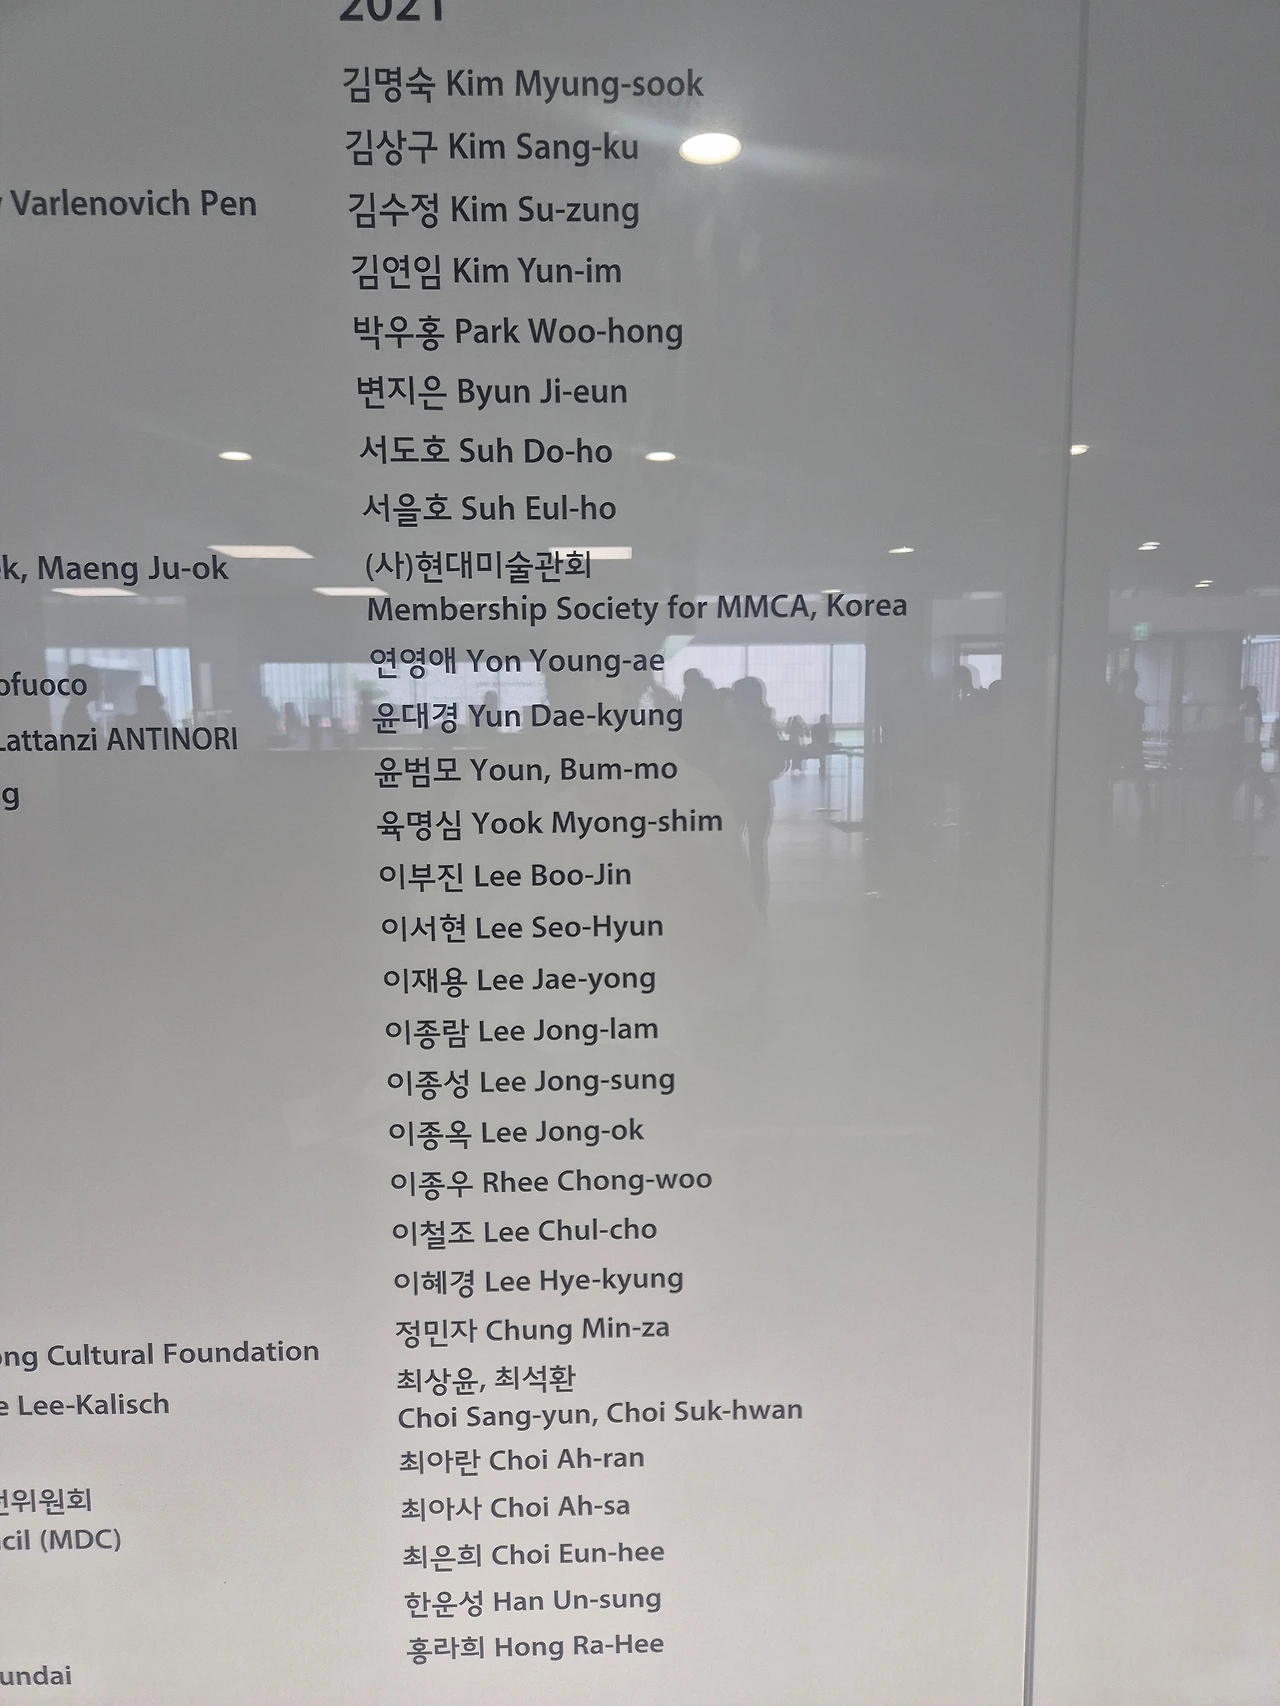 Varlenovich Pen
Maeng Ju-ok
Lattanzi ANTINORI
Cultural Foundation
Lee-Kalisch
(MDC)
2021
김명숙 Kim Myung-sook
김상구 Kim Sang-ku
김수정 Kim Su-zung
김연임 Kim Yun-im
박우홍 Park Woo-hong
변지은 Byun Ji-eun
서도호 Suh Do-ho
서을호 Suh Eul-ho
(사)현대미술관회
Membership Society for MMCA, Korea
연영애 Yon Young-ae
윤대경 Yun Dae-kyung
윤범모 Youn, Bum-mo
육명심 Yook Myong-shim
이부진 Lee Boo-Jin
이서현 Lee Seo-Hyun
이재용 Lee Jae-yong
이종람 Lee Jong-lam
이종성 Lee Jong-sung
이종옥 Lee Jong-ok
이종우 Rhee Chong-woo
이철조 Lee Chul-cho
이혜경 Lee Hye-kyung
정민자 Chung Min-za
최상윤, 최석환
Choi Sang-yun, Choi Suk-hwan
최아란 Choi Ah-ran
최아사 Choi Ah-sa
최은희 Choi Eun-hee
한운성 Han Un-sung
홍라희 Hong Ra-Hee